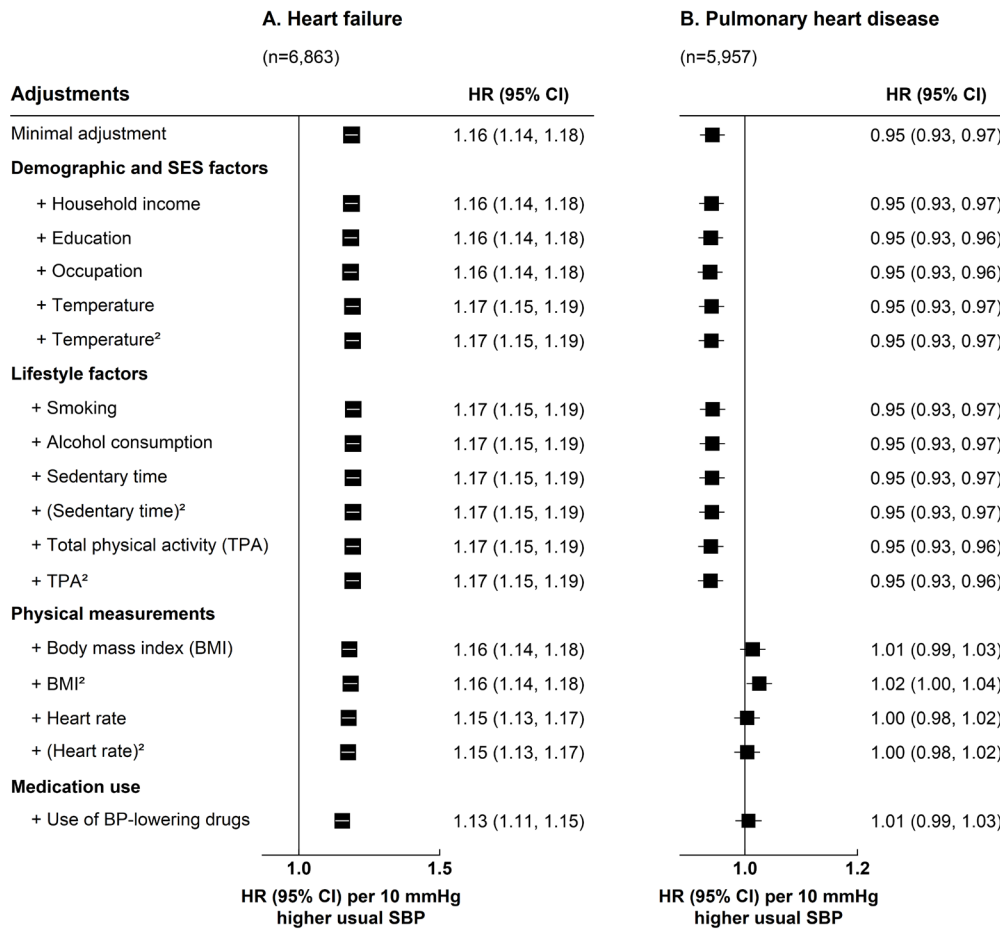 A. Heart failure B. Pulmonary heart disease
(n=6,863) (n=5,957)
Adjustments HR (95% CI) HR (95% CI)
Minimal adjustment 1.16 (1.14, 1.18) 0.95 (0.93, 0.97)
Demographic and SES factors
+ Household income 1.16 (1.14, 1.18) 0.95 (0.93, 0.97)
+ Education 1.16 (1.14, 1.18) 0.95 (0.93, 0.96)
+ Occupation 1.16 (1.14, 1.18) 0.95 (0.93, 0.96)
+ Temperature 1.17 (1.15, 1.19) 0.95 (0.93, 0.97)
+ Temperature² 1.17 (1.15, 1.19) 0.95 (0.93, 0.97)
Lifestyle factors
+ Smoking 1.17 (1.15, 1.19) 0.95 (0.93, 0.97)
+ Alcohol consumption 1.17 (1.15, 1.19) 0.95 (0.93, 0.97)
+ Sedentary time 1.17 (1.15, 1.19) 0.95 (0.93, 0.97)
+ (Sedentary time)² 1.17 (1.15, 1.19) 0.95 (0.93, 0.97)
+ Total physical activity (TPA) 1.17 (1.15, 1.19) 0.95 (0.93, 0.96)
+ TPA² 1.17 (1.15, 1.19) 0.95 (0.93, 0.96)
Physical measurements
+ Body mass index (BMI) 1.16 (1.14, 1.18) 1.01 (0.99, 1.03)
+ BMI² 1.16 (1.14, 1.18) 1.02 (1.00, 1.04)
+ Heart rate 1.15 (1.13, 1.17) 1.00 (0.98, 1.02)
+ (Heart rate)² 1.15 (1.13, 1.17) 1.00 (0.98, 1.02)
Medication use
+ Use of BP-lowering drugs 1.13 (1.11, 1.15) 1.01 (0.99, 1.03)
1.0 1.5 1.0 1.2
HR (95% CI) per 10 mmHg HR (95% CI) per 10 mmHg
higher usual SBP higher usual SBP